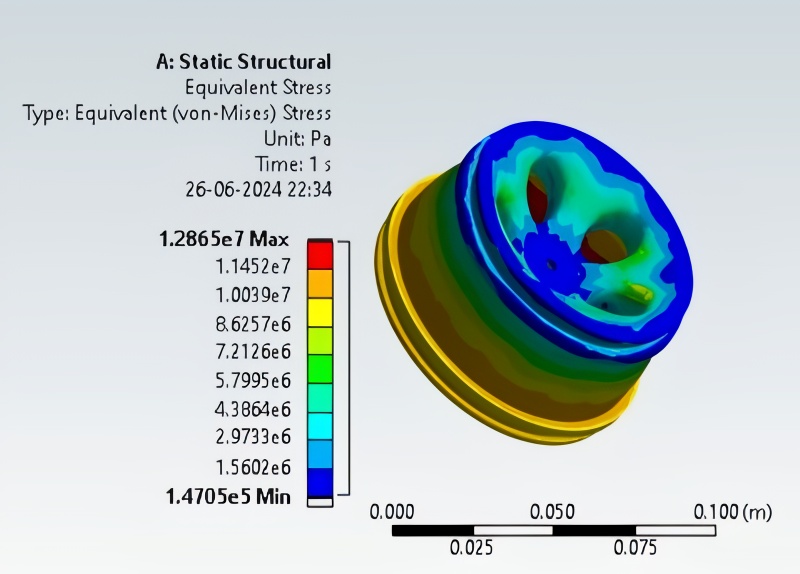 A: Static Structural
Equivalent Stress
Type: Equivalent (von-Mises) Stress
Unit: Pa
Time: 1 s
26-06-2024 22:34
1.2865e7 Max
1.1452e7
1.0039e7
8.6257e6
7.2126e6
5.7995e6
4.3864e6
2.9733e6
1.5602e6
1.4705e5 Min
0.000 0.050 0.100 (m)
0.025 0.075